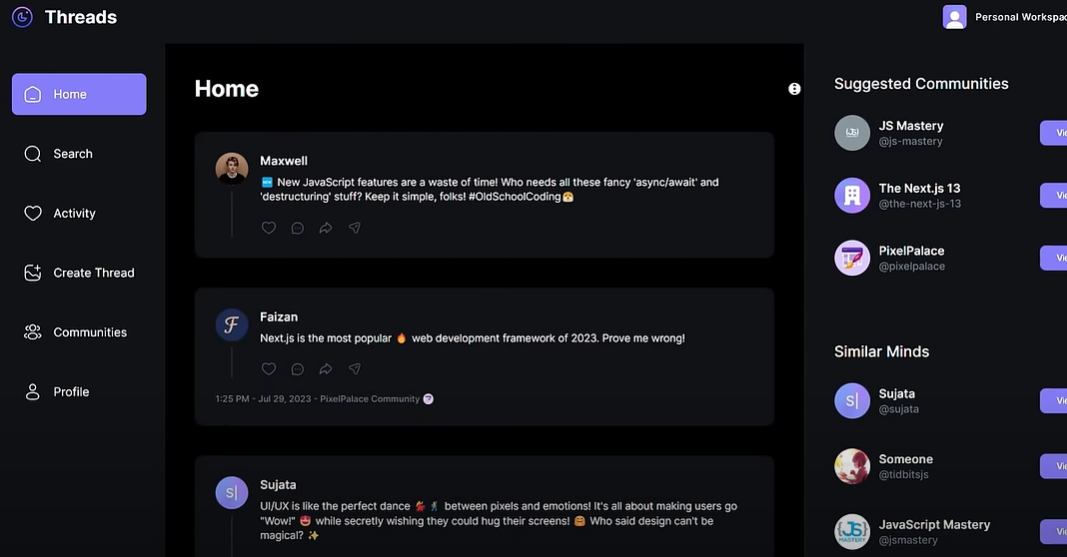 Threads
Personal Workspac
Home
Search
Activity
Create Thread
Communities
Profile
Home
Maxwell
🆕 New JavaScript features are a waste of time! Who needs all these fancy 'async/await' and
'destructuring' stuff? Keep it simple, folks! #OldSchoolCoding😤
Faizan
Next.js is the most popular 🔥 web development framework of 2023. Prove me wrong!
1:25 PM - Jul 29, 2023 - PixelPalace Community
Sujata
UI/UX is like the perfect dance 💃🕺 between pixels and emotions! It's all about making users go
"Wow!" 😍 while secretly wishing they could hug their screens! 🤗 Who said design can't be
magical? ✨
Suggested Communities
JS Mastery
@js-mastery
Vi
The Next.js 13
@the-next-js-13
Vi
PixelPalace
@pixelpalace
Vi
Similar Minds
S|
Sujata
@sujata
Vi
Someone
@tidbitsjs
Vi
JS
MASTERY
JavaScript Mastery
@jsmastery
Vi